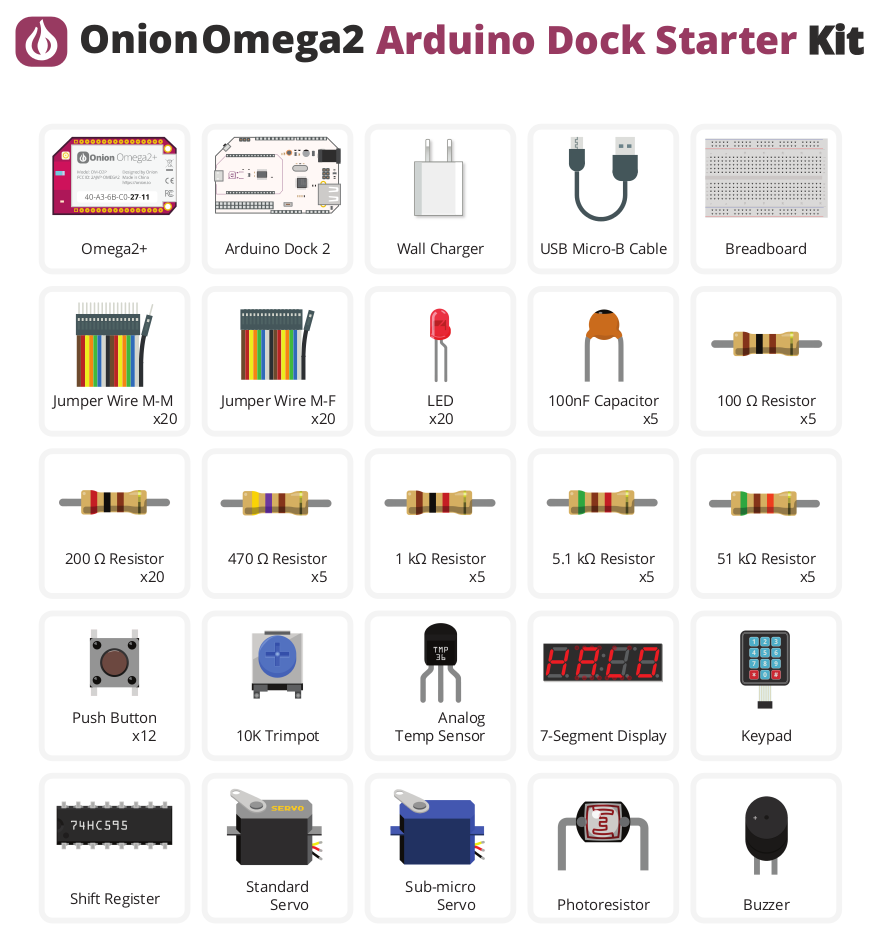 OnionOmega2 Arduino Dock Starter Kit
Onion Omega2+
40-A3-6B-C0-27-11
Omega2+
Arduino Dock 2
Wall Charger
USB Micro-B Cable
Breadboard
Jumper Wire M-M
x20
Jumper Wire M-F
x20
LED
x20
100nF Capacitor
x5
100 Ω Resistor
x5
200 Ω Resistor
x20
470 Ω Resistor
x5
1 kΩ Resistor
x5
5.1 kΩ Resistor
x5
51 kΩ Resistor
x5
Push Button
x12
10K Trimpot
TMP
36
Analog
Temp Sensor
7-Segment Display
1 2 3
4 5 6
7 8 9
* 0 #
Keypad
74HC595
Shift Register
SERVO
Standard
Servo
Sub-micro
Servo
Photoresistor
+
Buzzer